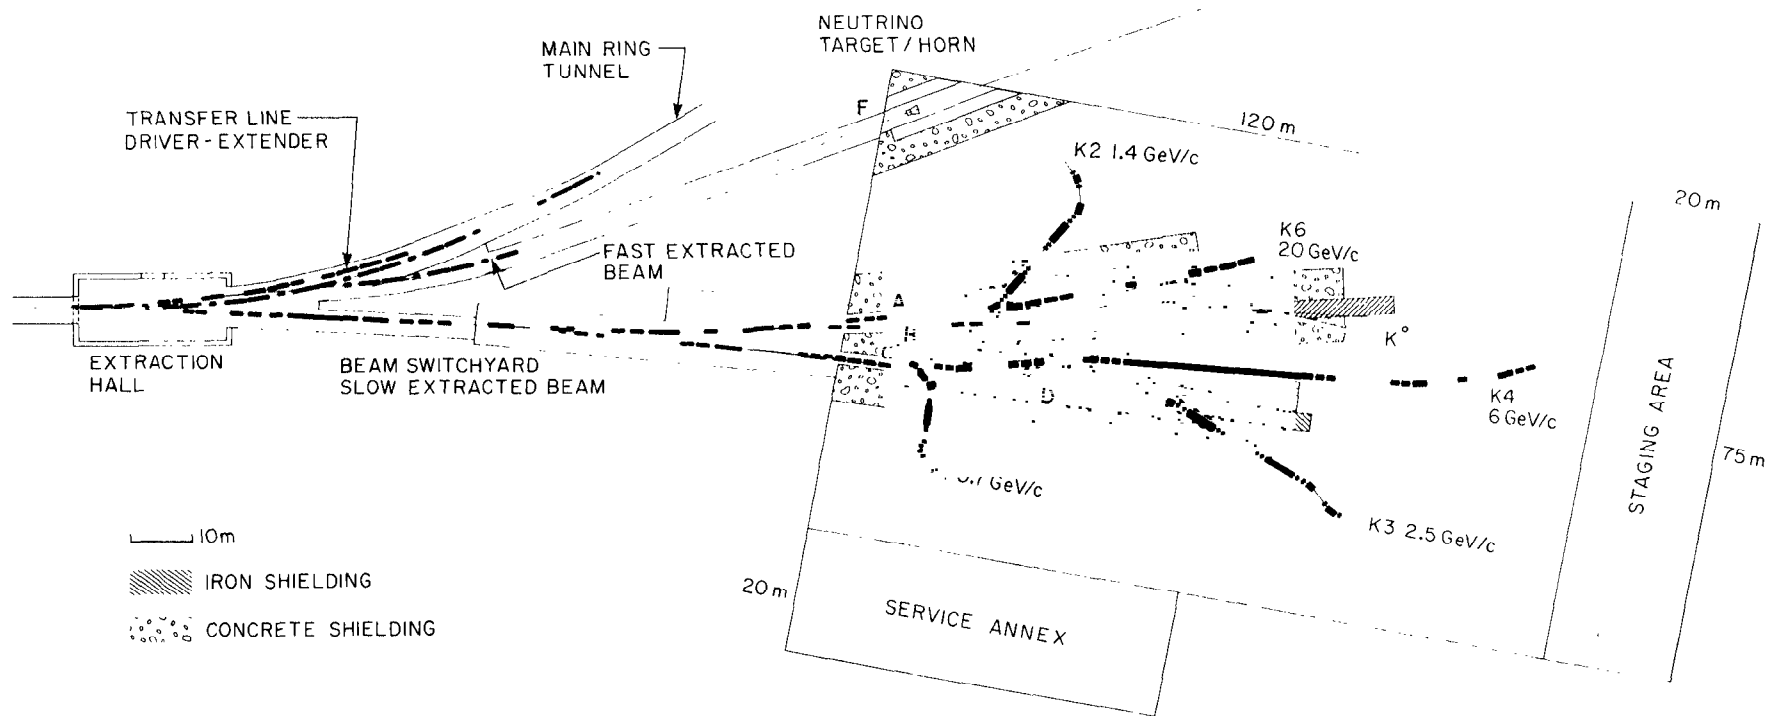 NEUTRINO
TARGET/HORN
MAIN RING
TUNNEL
TRANSFER LINE
DRIVER-EXTENDER
F
120 m
K2 1.4 GeV/c
20 m
K6
20 GeV/c
FAST EXTRACTED
BEAM
A
H
K°
C
EXTRACTION
HALL
BEAM SWITCHYARD
SLOW EXTRACTED BEAM
D
K4
6 GeV/c
STAGING AREA
75 m
GeV/c
K3 2.5 GeV/c
10m
IRON SHIELDING
20 m
SERVICE ANNEX
CONCRETE SHIELDING